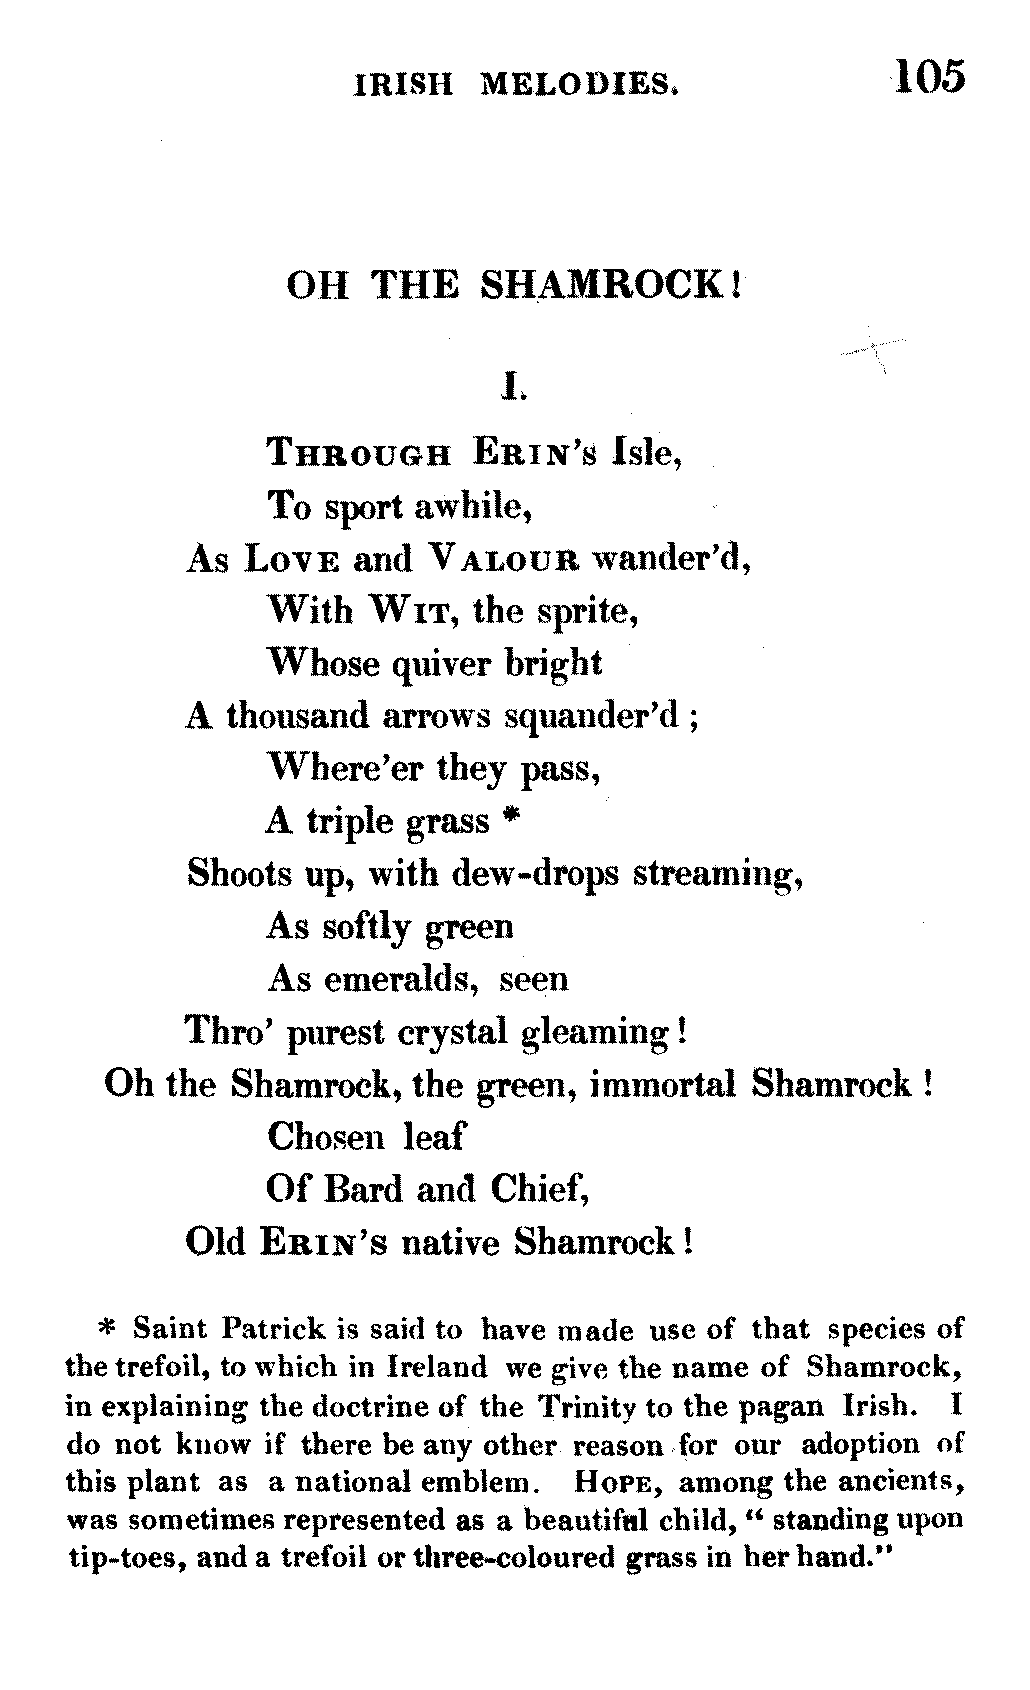 IRISH MELODIES. 105
OH THE SHAMROCK!
I.
THROUGH ERIN's Isle,
To sport awhile,
As LOVE and VALOUR wander'd,
With WIT, the sprite,
Whose quiver bright
A thousand arrows squander'd;
Where'er they pass,
A triple grass *
Shoots up, with dew-drops streaming,
As softly green
As emeralds, seen
Thro' purest crystal gleaming!
Oh the Shamrock, the green, immortal Shamrock!
Chosen leaf
Of Bard and Chief,
Old ERIN's native Shamrock!
* Saint Patrick is said to have made use of that species of
the trefoil, to which in Ireland we give the name of Shamrock,
in explaining the doctrine of the Trinity to the pagan Irish. I
do not know if there be any other reason for our adoption of
this plant as a national emblem. HOPE, among the ancients,
was sometimes represented as a beautiful child, "standing upon
tip-toes, and a trefoil or three-coloured grass in her hand."